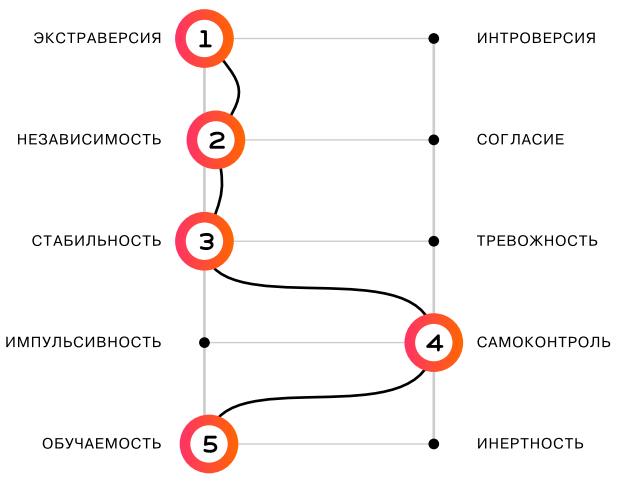 ЭКСТРАВЕРСИЯ 1 ИНТРОВЕРСИЯ
НЕЗАВИСИМОСТЬ 2 СОГЛАСИЕ
СТАБИЛЬНОСТЬ 3 ТРЕВОЖНОСТЬ
ИМПУЛЬСИВНОСТЬ 4 САМОКОНТРОЛЬ
ОБУЧАЕМОСТЬ 5 ИНЕРТНОСТЬ